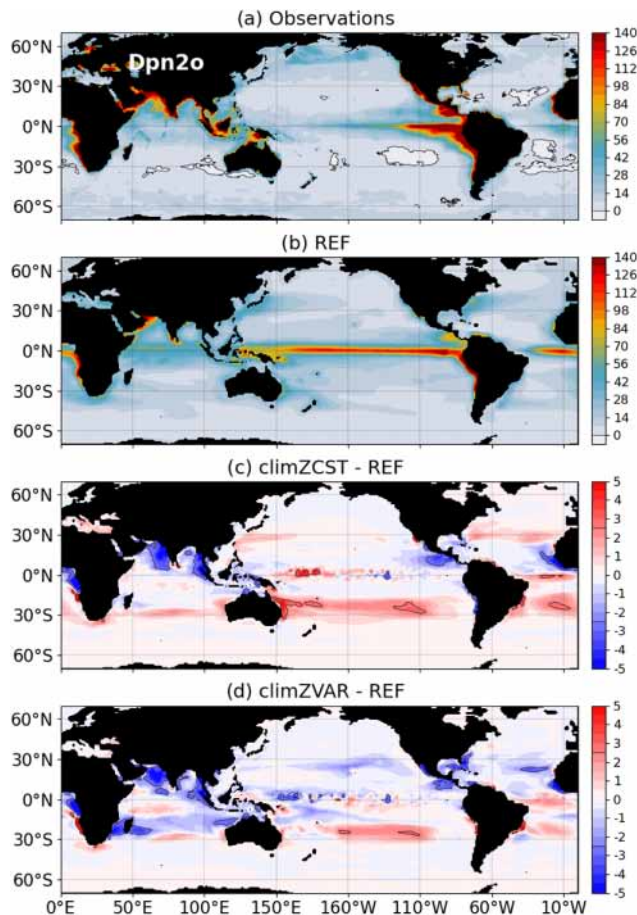 (a) Observations
60°N
30°N
0°N
30°S
60°S
Dpn2o
140
126
112
98
84
70
56
42
28
14
0
(b) REF
60°N
30°N
0°N
30°S
60°S
140
126
112
98
84
70
56
42
28
14
0
(c) climZCST - REF
60°N
30°N
0°N
30°S
60°S
5
4
3
2
1
0
-1
-2
-3
-4
-5
(d) climZVAR - REF
60°N
30°N
0°N
30°S
60°S
5
4
3
2
1
0
-1
-2
-3
-4
-5
0°E 50°E 100°E 150°E 160°W 110°W 60°W 10°W